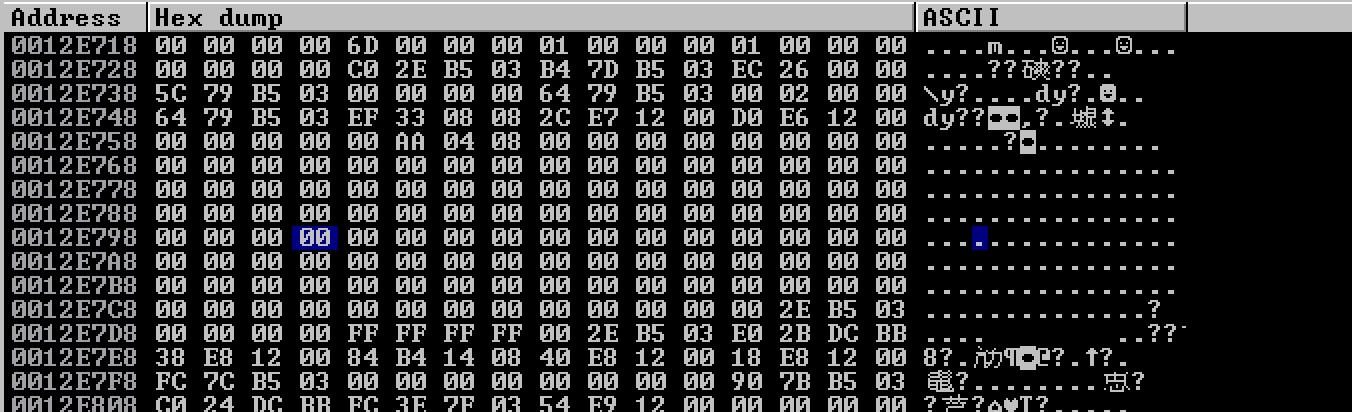 Address Hex dump ASCII
0012E718 00 00 00 00 6D 00 00 00 01 00 00 00 01 00 00 00 ....m...☺...☺...
0012E728 00 00 00 00 C0 2E B5 03 B4 7D B5 03 EC 26 00 00 ....??磺??..
0012E738 5C 79 B5 03 00 00 00 00 64 79 B5 03 00 02 00 00 \y?....dy?.☻..
0012E748 64 79 B5 03 EF 33 08 08 2C E7 12 00 D0 E6 12 00 dy??◘◘,?.墟↕.
0012E758 00 00 00 00 00 AA 04 08 00 00 00 00 00 00 00 00 ......?◘........
0012E768 00 00 00 00 00 00 00 00 00 00 00 00 00 00 00 00 ................
0012E778 00 00 00 00 00 00 00 00 00 00 00 00 00 00 00 00 ................
0012E788 00 00 00 00 00 00 00 00 00 00 00 00 00 00 00 00 ................
0012E798 00 00 00 00 00 00 00 00 00 00 00 00 00 00 00 00 ................
0012E7A8 00 00 00 00 00 00 00 00 00 00 00 00 00 00 00 00 ................
0012E7B8 00 00 00 00 00 00 00 00 00 00 00 00 00 00 00 00 ................
0012E7C8 00 00 00 00 00 00 00 00 00 00 00 00 00 2E B5 03 ..............?
0012E7D8 00 00 00 00 FF FF FF FF 00 2E B5 03 E0 2B DC BB .... ..??
0012E7E8 38 E8 12 00 84 B4 14 08 40 E8 12 00 18 E8 12 00 8?.¶◘@?.↑?.
0012E7F8 FC 7C B5 03 00 00 00 00 00 00 00 00 90 7B B5 03 ?........?
0012E808 C0 24 DC BB FC 3E 7F 03 54 E9 12 00 00 00 00 00 ??⌂♥T?.....